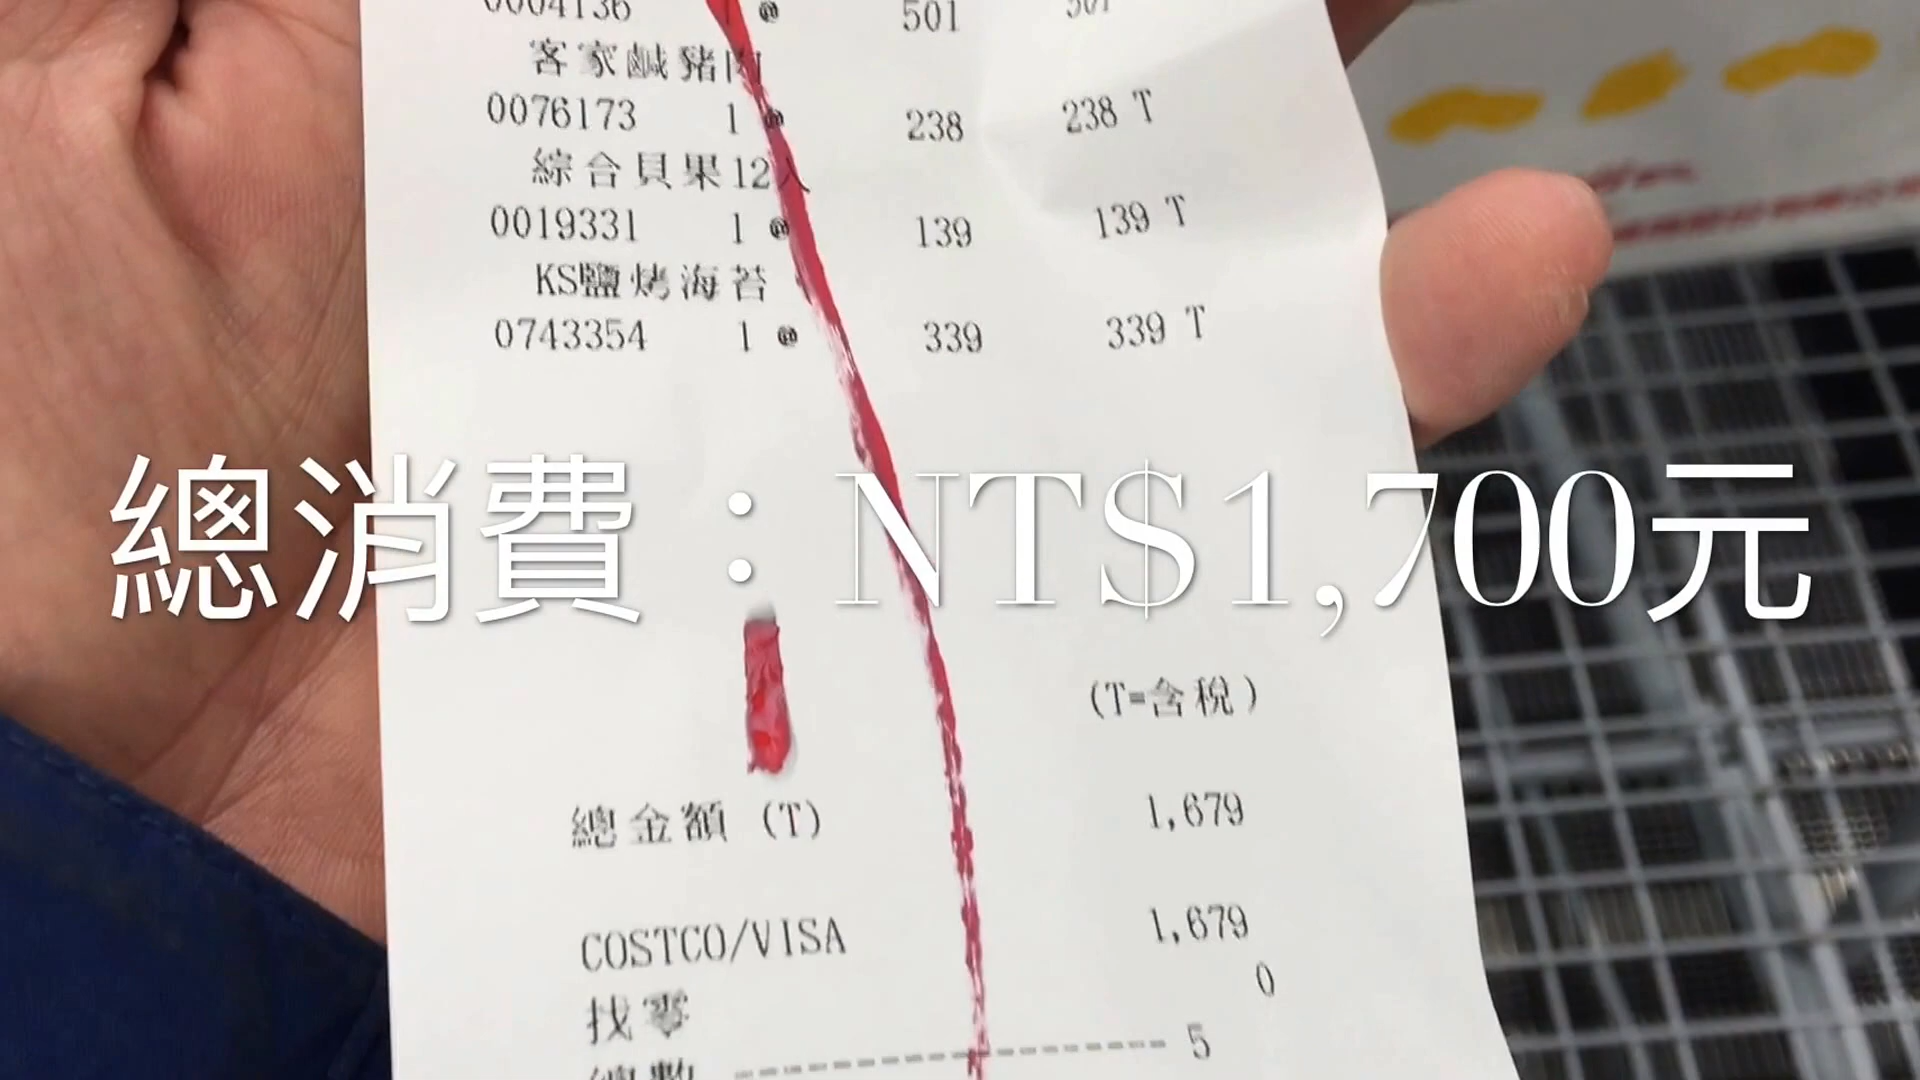 0004136 1 @ 501 501
客家鹹豬肉
0076173 1 @ 238 238 T
綜合貝果12入
0019331 1 @ 139 139 T
KS鹽烤海苔
0743354 1 @ 339 339 T
總消費：NT$1,700元
(T=含稅)
總金額 (T) 1,679
COSTCO/VISA 1,679
找零 0
總數 ---------------- 5